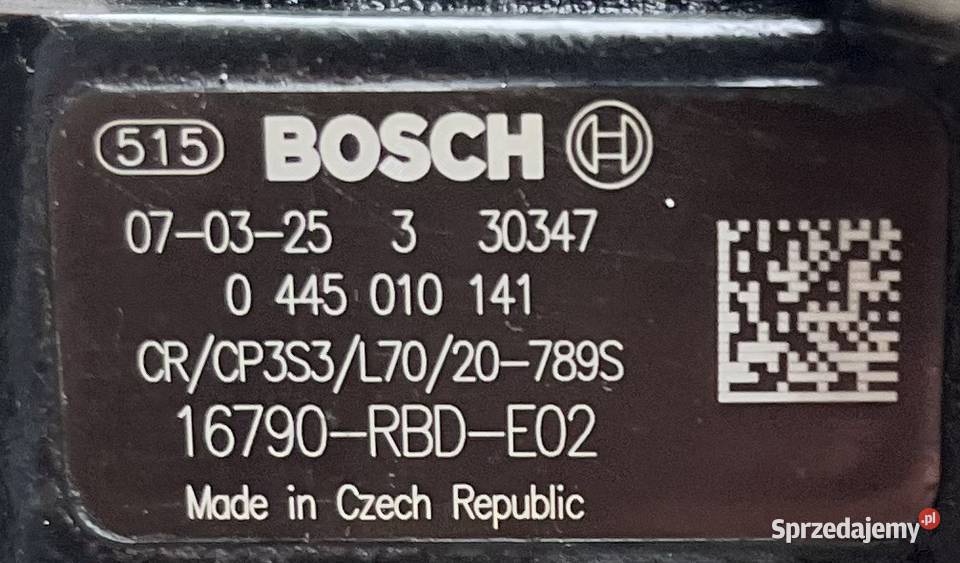 515 BOSCH
07-03-25 3 30347
0 445 010 141
CR/CP3S3/L70/20-789S
16790-RBD-E02
Made in Czech Republic
Sprzedajemy.pl